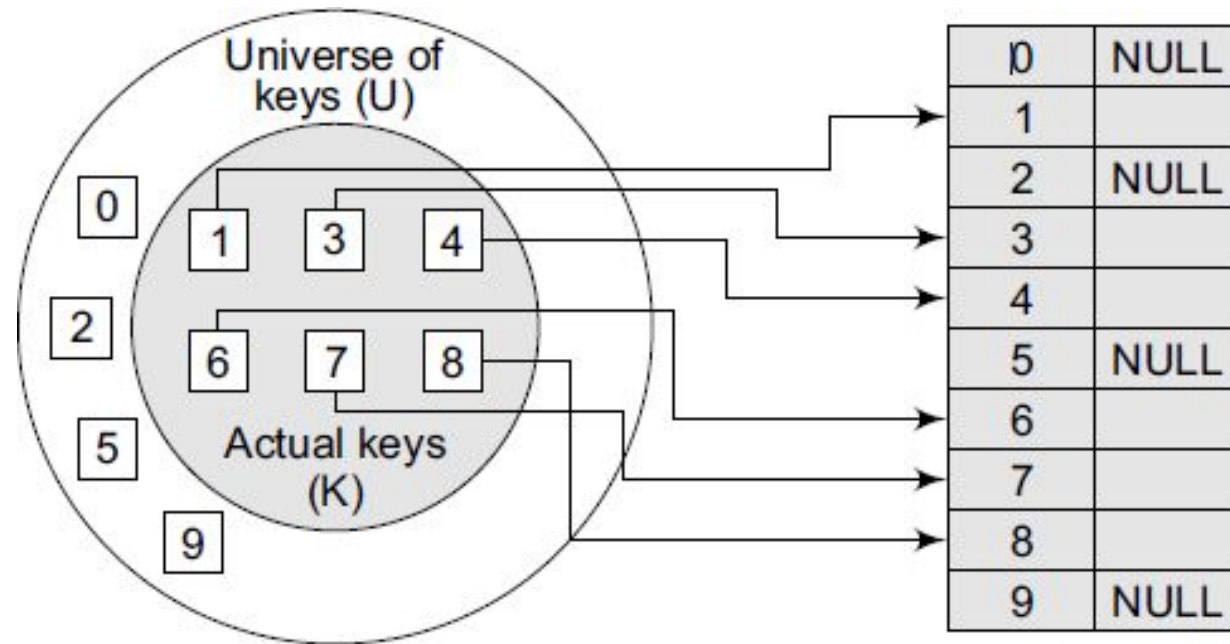 Universe of
keys (U)
0
1 3 4
2
6 7 8
5
Actual keys
(K)
9
0 NULL
1
2 NULL
3
4
5 NULL
6
7
8
9 NULL